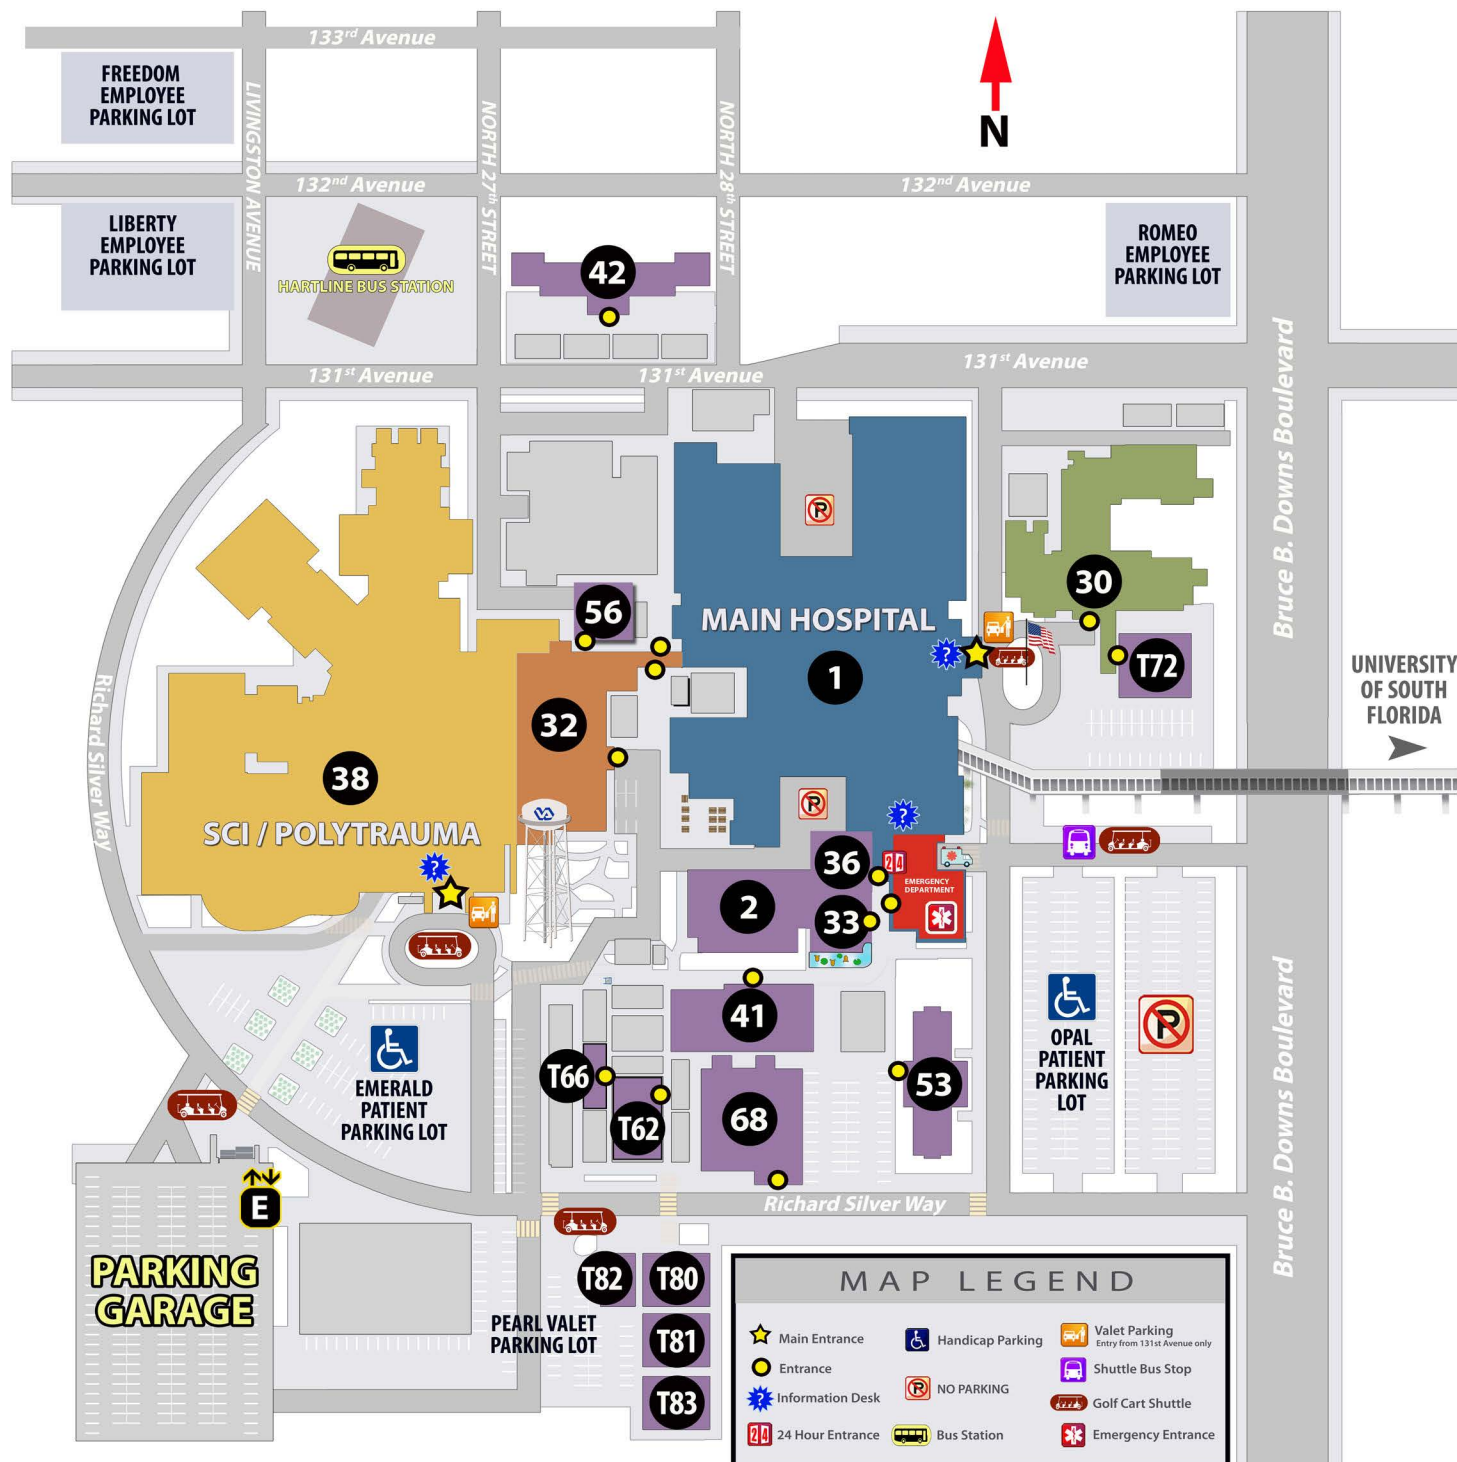 133rd Avenue
FREEDOM
EMPLOYEE
PARKING LOT
LIVINGSTON AVENUE
NORTH 27th STREET
NORTH 28th STREET
N
132nd Avenue
132nd Avenue
LIBERTY
EMPLOYEE
PARKING LOT
HARTLINE BUS STATION
42
ROMEO
EMPLOYEE
PARKING LOT
131st Avenue
131st Avenue
131st Avenue
Bruce B. Downs Boulevard
P
56
MAIN HOSPITAL
1
30
T72
?
UNIVERSITY
OF SOUTH
FLORIDA
Richard Silver Way
32
38
SCI / POLYTRAUMA
?
VA
P
?
36
24
EMERGENCY
DEPARTMENT
2
33
41
53
T66
T62
68
EMERALD
PATIENT
PARKING LOT
OPAL
PATIENT
PARKING
LOT
P
Bruce B. Downs Boulevard
E
Richard Silver Way
PARKING
GARAGE
PEARL VALET
PARKING LOT
T82
T80
T81
T83
MAP LEGEND
Main Entrance
Handicap Parking
Valet Parking
Entry from 131st Avenue only
Entrance
Shuttle Bus Stop
? Information Desk
P NO PARKING
Golf Cart Shuttle
24 24 Hour Entrance
Bus Station
Emergency Entrance